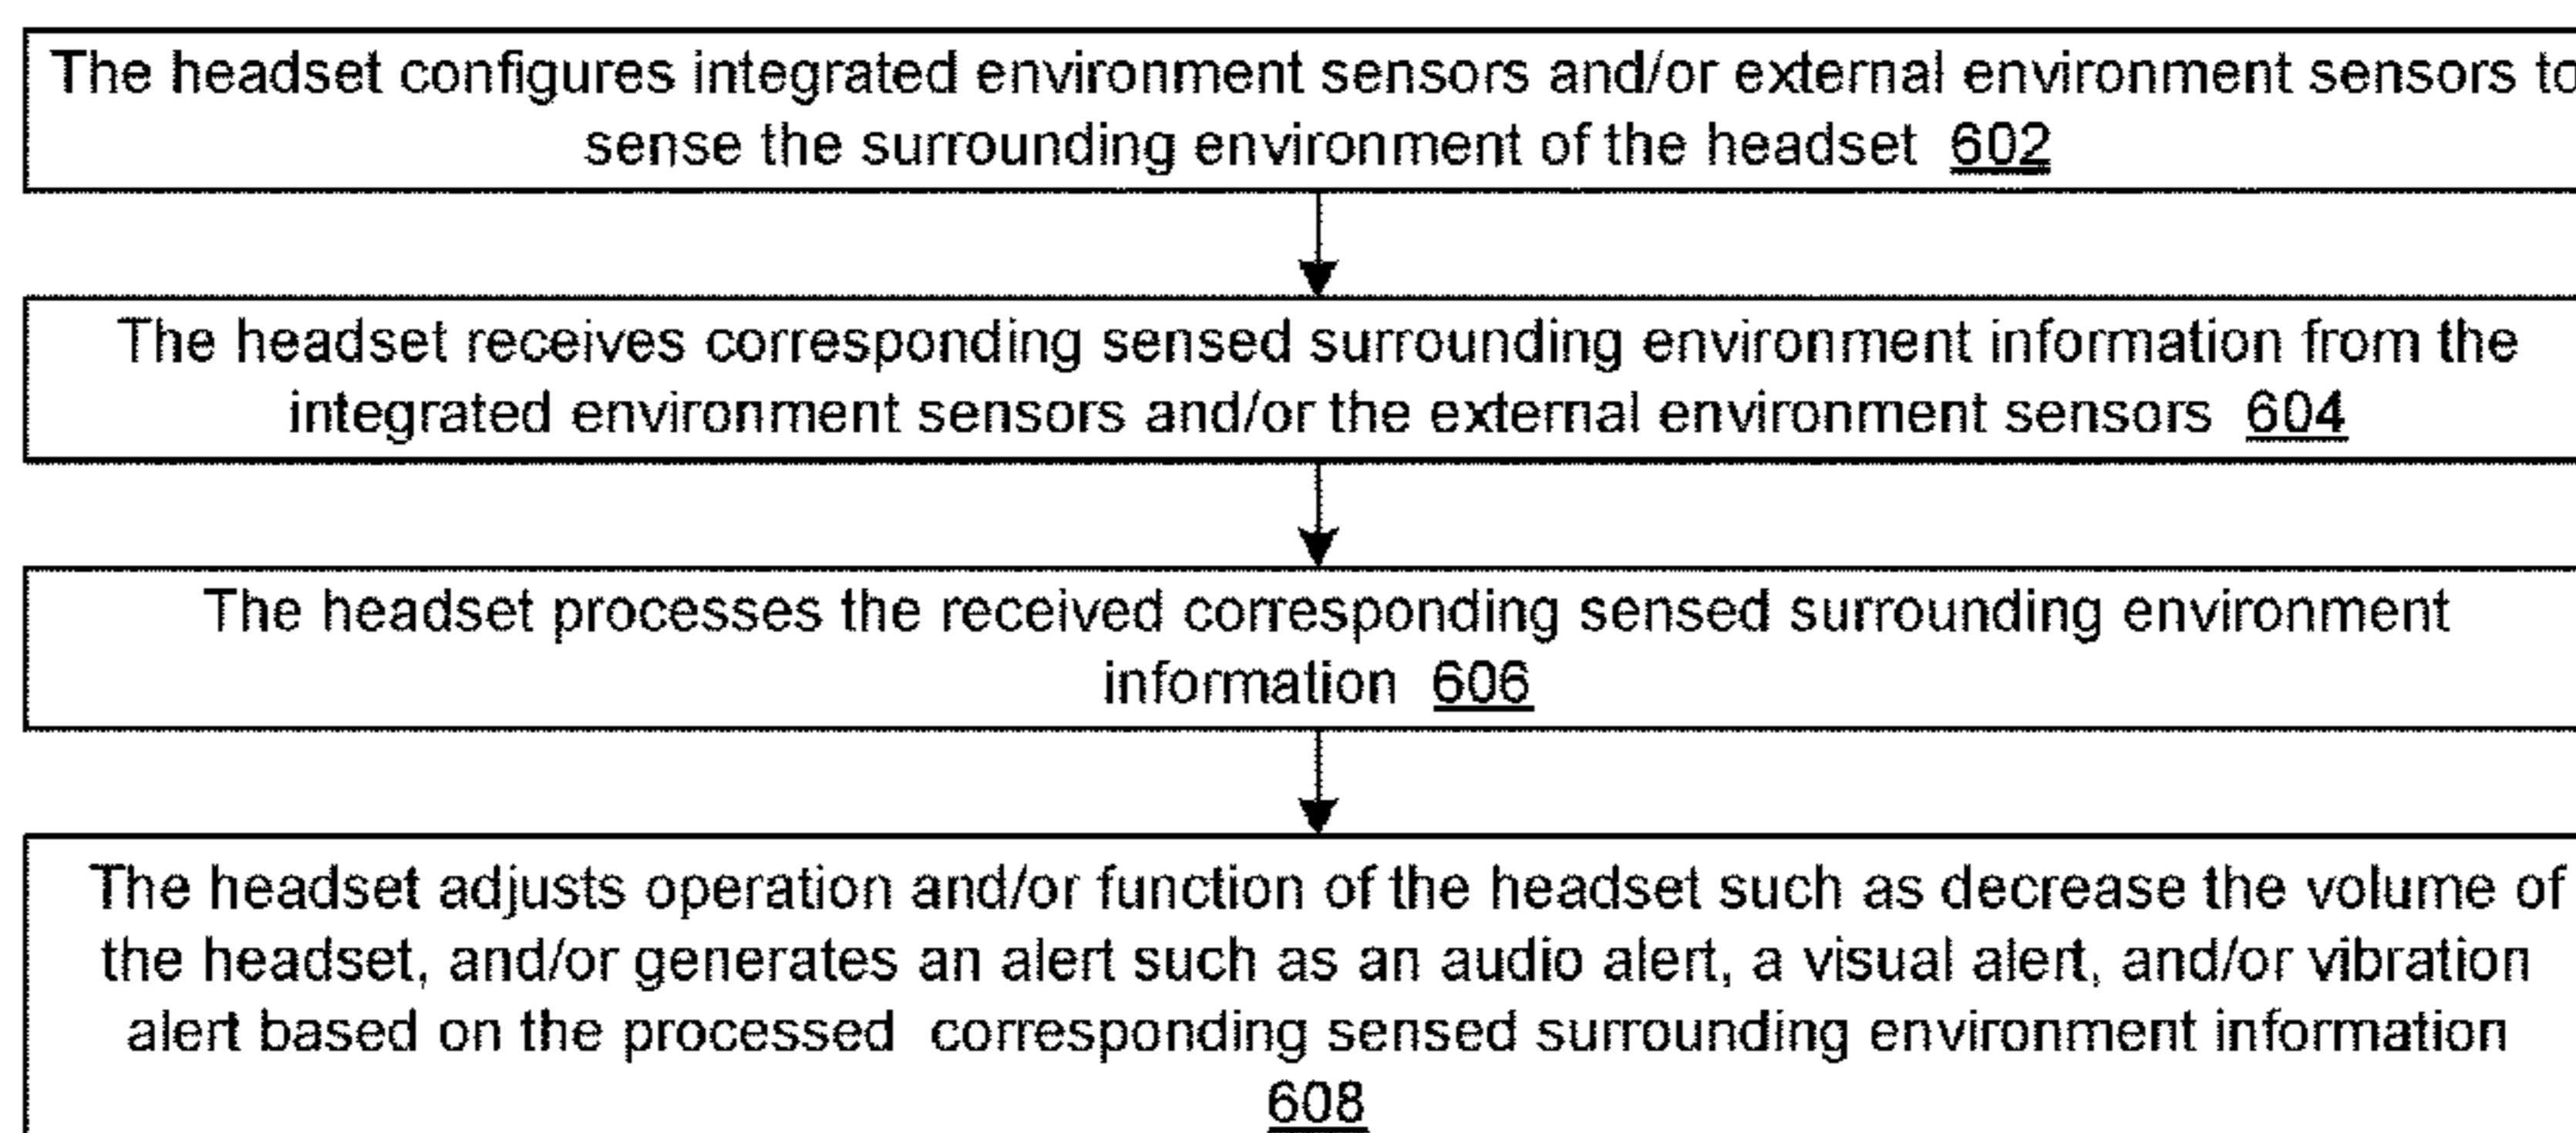 The headset configures integrated environment sensors and/or external environment sensors to
sense the surrounding environment of the headset 602
The headset receives corresponding sensed surrounding environment information from the
integrated environment sensors and/or the external environment sensors 604
The headset processes the received corresponding sensed surrounding environment
information 606
The headset adjusts operation and/or function of the headset such as decrease the volume of
the headset, and/or generates an alert such as an audio alert, a visual alert, and/or vibration
alert based on the processed corresponding sensed surrounding environment information
608